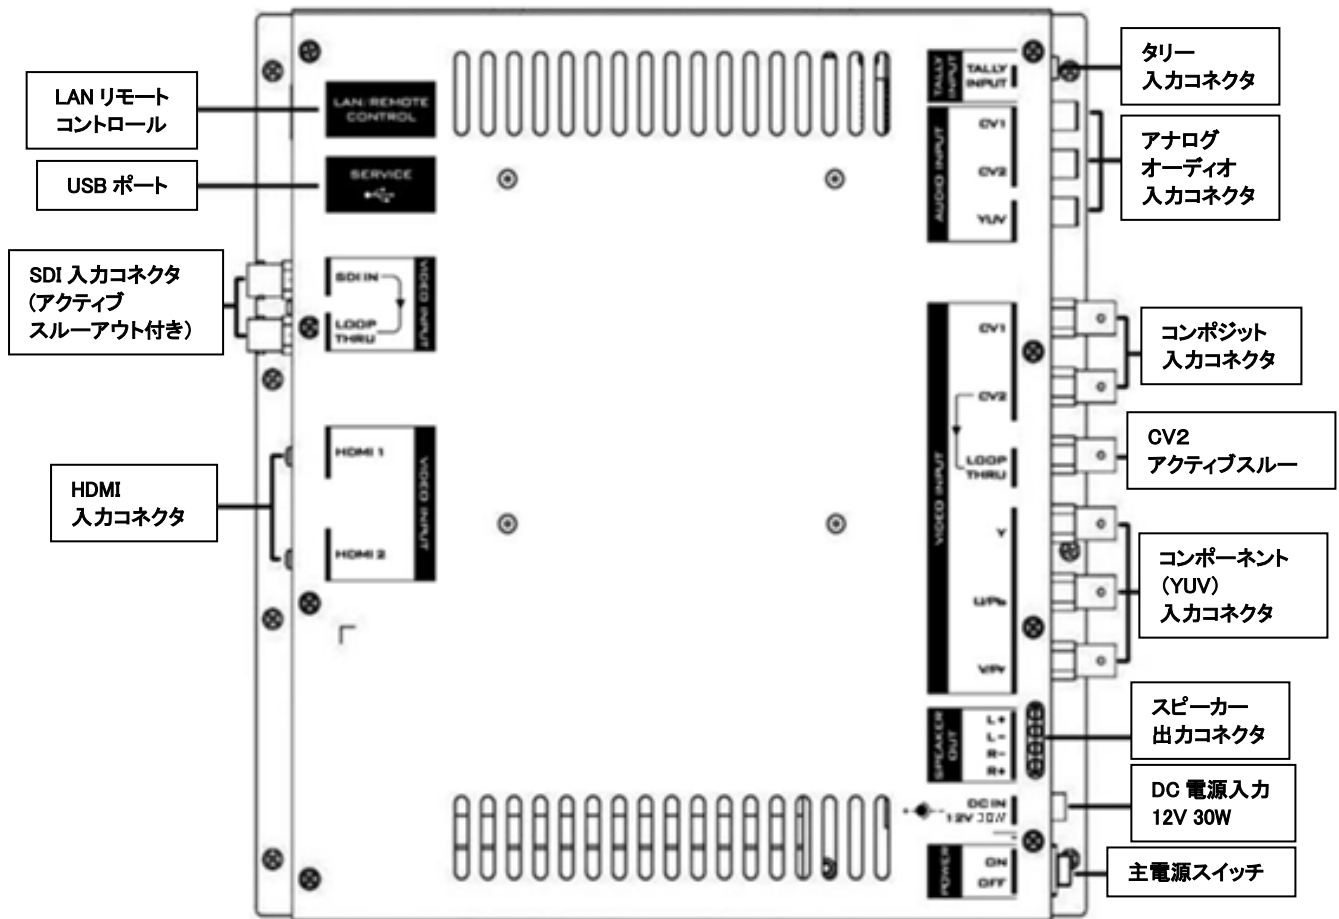 LAN リモート
コントロール
USB ポート
SDI 入力コネクタ
(アクティブ
スルーアウト付き)
HDMI
入力コネクタ
LAN/REMOTE
CONTROL
SERVICE
SDI IN
LOOP
THRU
VIDEO INPUT
HDMI 1
HDMI 2
VIDEO INPUT
TALLY
INPUT
TALLY
INPUT
AUDIO INPUT
CV1
CV2
YUV
VIDEO INPUT
CV1
CV2
LOOP
THRU
Y
U/Pb
V/Pr
SPEAKER
OUT
L+
L-
R-
R+
DC IN
12V
POWER
ON
OFF
タリー
入力コネクタ
アナログ
オーディオ
入力コネクタ
コンポジット
入力コネクタ
CV2
アクティブスルー
コンポーネント
(YUV)
入力コネクタ
スピーカー
出力コネクタ
DC 電源入力
12V 30W
主電源スイッチ